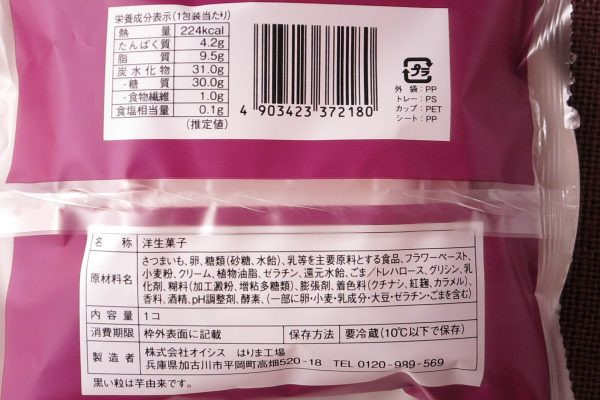 栄養成分表示(1包装当たり)
熱量 224kcal
たんぱく質 4.2g
脂質 9.5g
炭水化物 31.0g
-糖質 30.0g
-食物繊維 1.0g
食塩相当量 0.1g
(推定値)
4 903423 372180
プラ
外袋:PP
トレー:PS
カップ:PET
シート:PP
名称 洋生菓子
原材料名 さつまいも、卵、糖類(砂糖、水飴)、乳等を主要原料とする食品、フラワーペースト、
小麦粉、クリーム、植物油脂、ゼラチン、還元水飴、ごま/トレハロース、グリシン、乳
化剤、糊料(加工澱粉、増粘多糖類)、膨張剤、着色料(クチナシ、紅麹、カラメル)、
香料、酒精、pH調整剤、酵素、(一部に卵・小麦・乳成分・大豆・ゼラチン・ごまを含む)
内容量 1コ
消費期限 枠外表面に記載 保存方法 要冷蔵(10℃以下で保存)
製造者 株式会社オイシス はりま工場
兵庫県加古川市平岡町高畑520-18 TEL 0120-989-569
黒い粒は芋由来です。